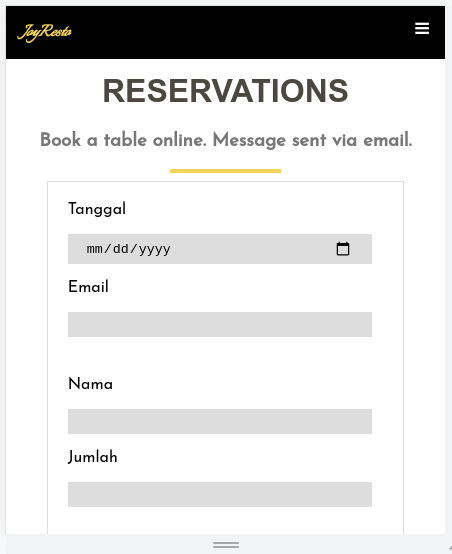 JoyResto
RESERVATIONS
Book a table online. Message sent via email.
Tanggal
mm/dd/yyyy
Email
Nama
Jumlah